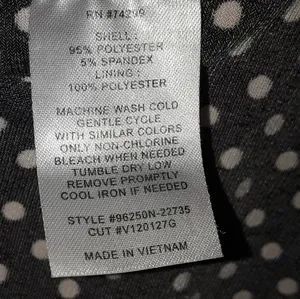 RN #74299
SHELL :
95% POLYESTER
5% SPANDEX
LINING :
100% POLYESTER
MACHINE WASH COLD
GENTLE CYCLE
WITH SIMILAR COLORS
ONLY NON-CHLORINE
BLEACH WHEN NEEDED
TUMBLE DRY LOW
REMOVE PROMPTLY
COOL IRON IF NEEDED
STYLE #96250N-22735
CUT #V120127G
MADE IN VIETNAM